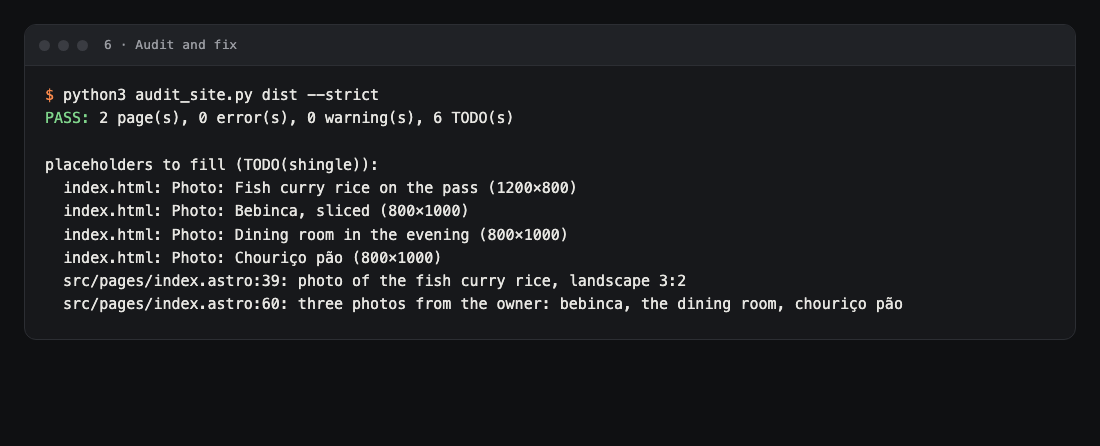 6 · Audit and fix
$ python3 audit_site.py dist --strict
PASS: 2 page(s), 0 error(s), 0 warning(s), 6 TODO(s)
placeholders to fill (TODO(shingle)):
index.html: Photo: Fish curry rice on the pass (1200×800)
index.html: Photo: Bebinca, sliced (800×1000)
index.html: Photo: Dining room in the evening (800×1000)
index.html: Photo: Chouriço pão (800×1000)
src/pages/index.astro:39: photo of the fish curry rice, landscape 3:2
src/pages/index.astro:60: three photos from the owner: bebinca, the dining room, chouriço pão